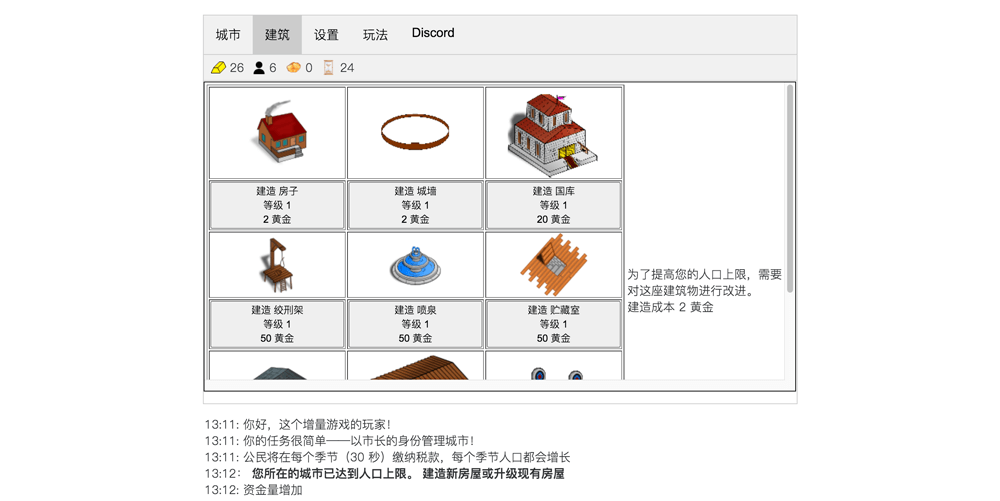 城市 建筑 设置 玩法 Discord
26 6 0 24
建造 房子 建造 城墙 建造 国库
等级 1 等级 1 等级 1
2 黄金 2 黄金 20 黄金
为了提高您的人口上限，需要
对这座建筑物进行改进。
建造成本 2 黄金
建造 绞刑架 建造 喷泉 建造 贮藏室
等级 1 等级 1 等级 1
50 黄金 50 黄金 50 黄金
13:11: 你好，这个增量游戏的玩家！
13:11: 你的任务很简单——以市长的身份管理城市！
13:11: 公民将在每个季节（30 秒）缴纳税款，每个季节人口都会增长
13:12： 您所在的城市已达到人口上限。 建造新房屋或升级现有房屋
13:12: 资金量增加